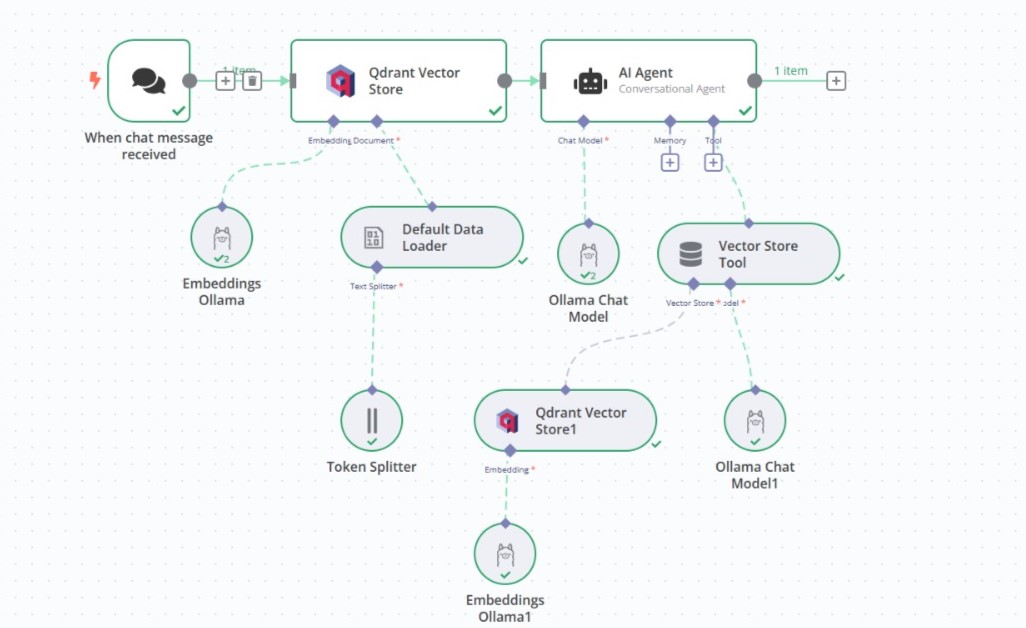 1 item
Qdrant Vector
Store
AI Agent
Conversational Agent
1 item
When chat message
received
Embedding
Document *
Chat Model *
Memory
Tool
Default Data
Loader
Vector Store
Tool
2
Embeddings
Ollama
Text Splitter *
2
Ollama Chat
Model
Vector Store *
*
Token Splitter
Qdrant Vector
Store1
Ollama Chat
Model1
Embedding *
Embeddings
Ollama1